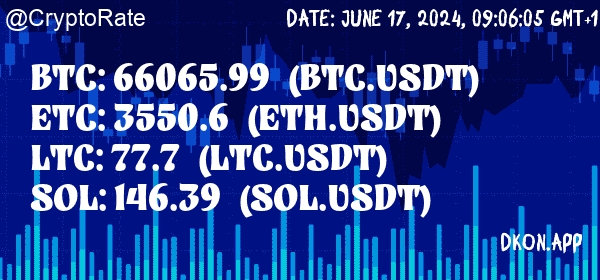 @CryptoRate
DATE: JUNE 17, 2024, 09:06:05 GMT+1
BTC: 66065.99 (BTC.USDT)
ETC: 3550.6 (ETH.USDT)
LTC: 77.7 (LTC.USDT)
SOL: 146.39 (SOL.USDT)
DKON.APP